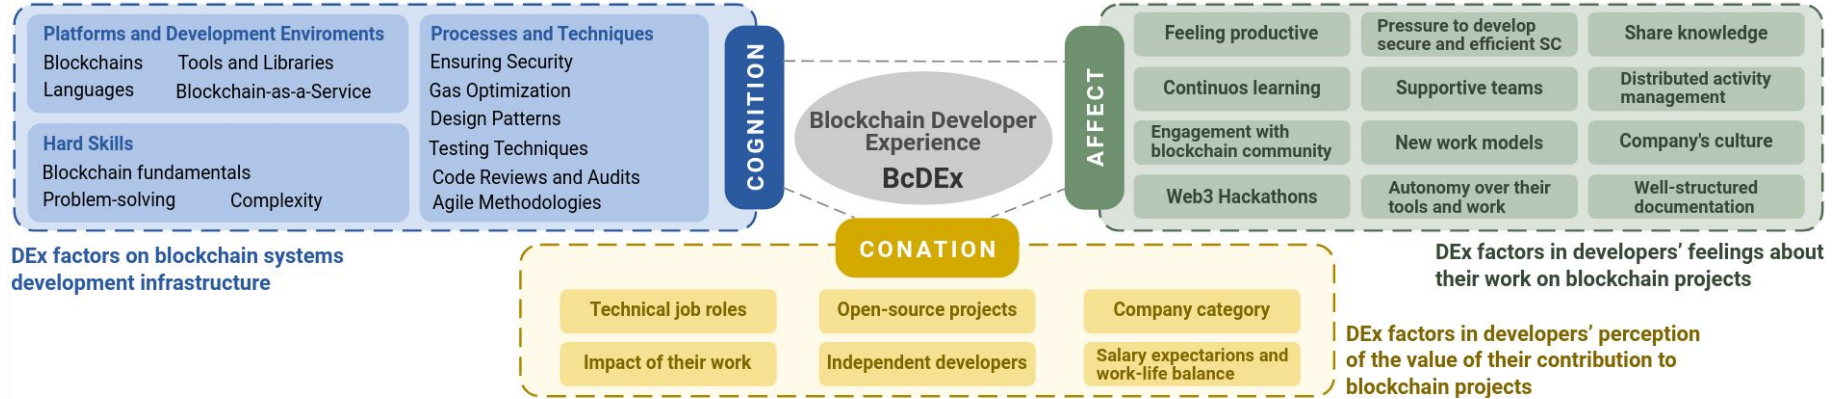 Platforms and Development Enviroments
Blockchains
Tools and Libraries
Languages
Blockchain-as-a-Service
Hard Skills
Blockchain fundamentals
Problem-solving
Complexity
Processes and Techniques
Ensuring Security
Gas Optimization
Design Patterns
Testing Techniques
Code Reviews and Audits
Agile Methodologies
COGNITION
DEx factors on blockchain systems
development infrastructure
Blockchain Developer
Experience
BcDEx
AFFECT
Feeling productive
Pressure to develop
secure and efficient SC
Share knowledge
Continuos learning
Supportive teams
Distributed activity
management
Engagement with
blockchain community
New work models
Company's culture
Web3 Hackathons
Autonomy over their
tools and work
Well-structured
documentation
DEx factors in developers’ feelings about
their work on blockchain projects
CONATION
Technical job roles
Open-source projects
Company category
Impact of their work
Independent developers
Salary expectarions and
work-life balance
DEx factors in developers’ perception
of the value of their contribution to
blockchain projects